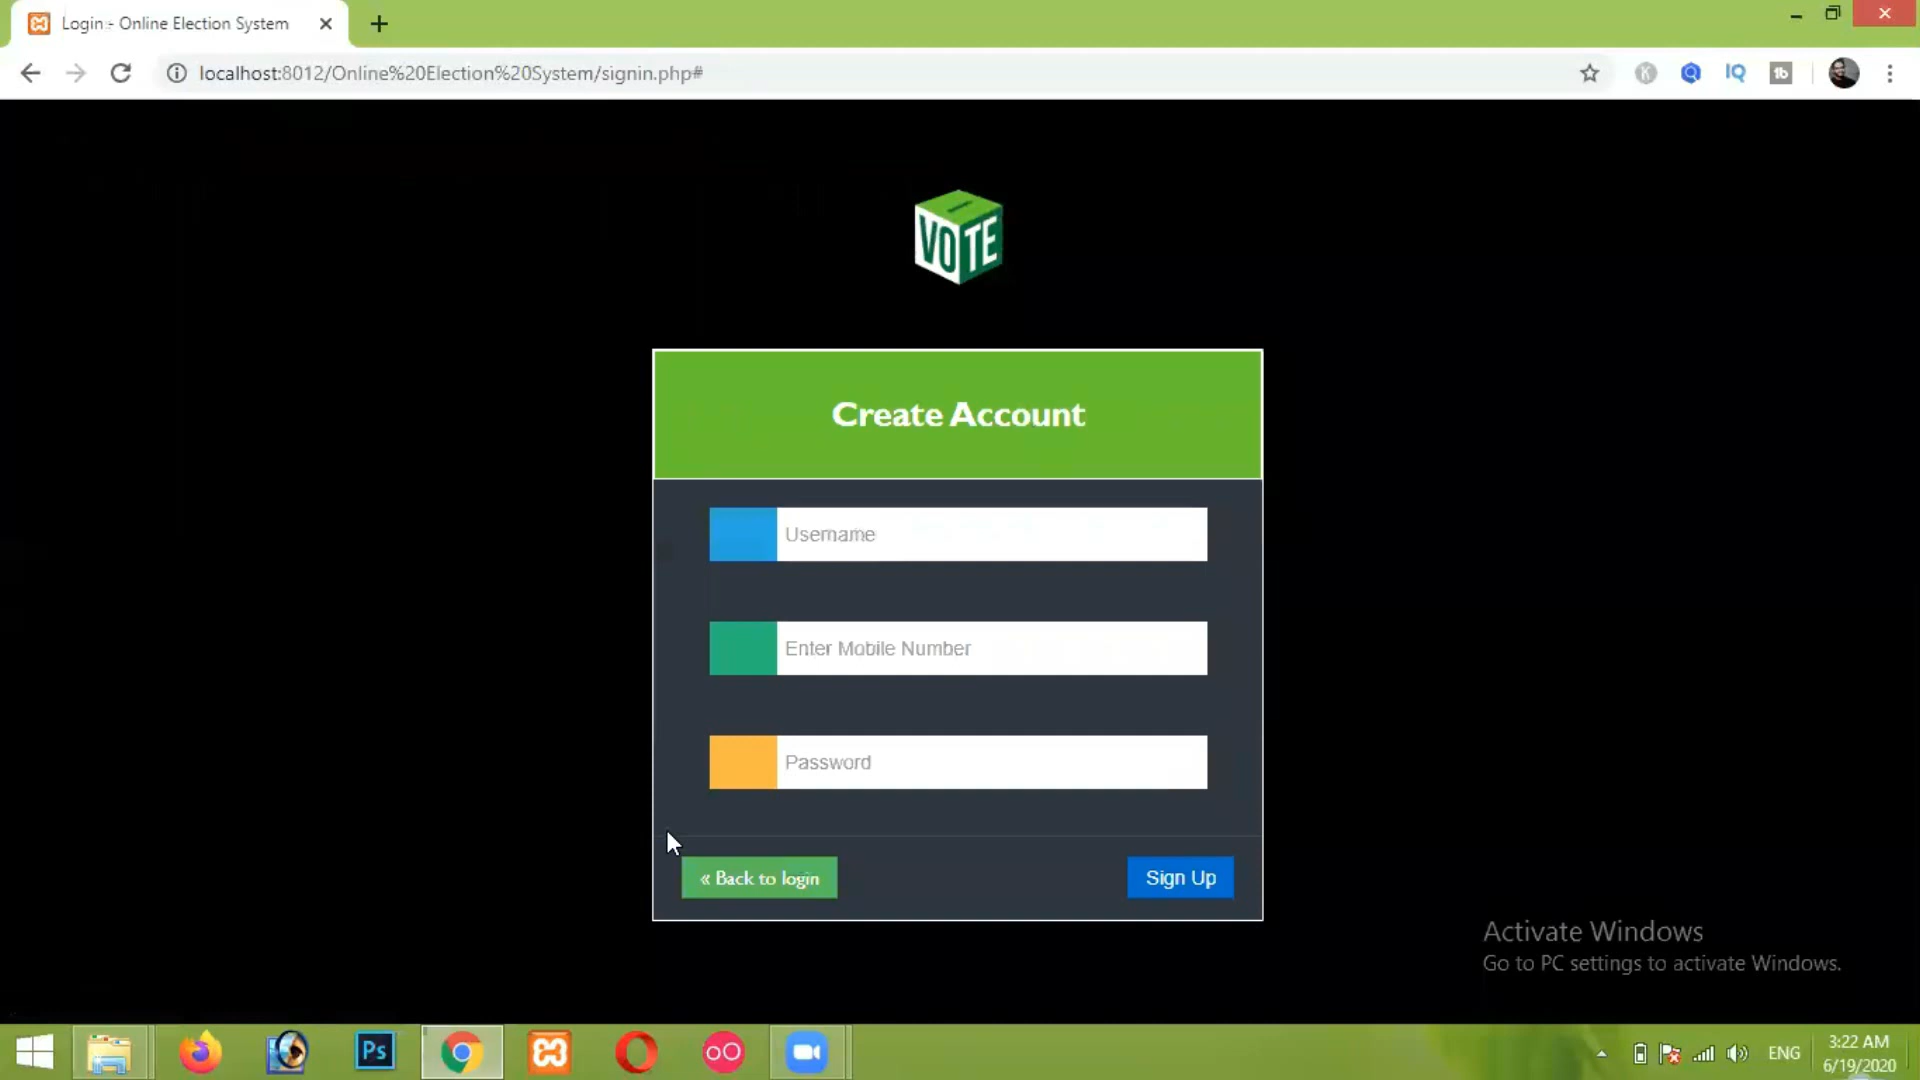 Login - Online Election System
localhost:8012/Online%20Election%20System/signin.php#
K
IQ
tb
VOTE
Create Account
Username
Enter Mobile Number
Password
« Back to login
Sign Up
Activate Windows
Go to PC settings to activate Windows.
Ps
ENG
3:22 AM
6/19/2020